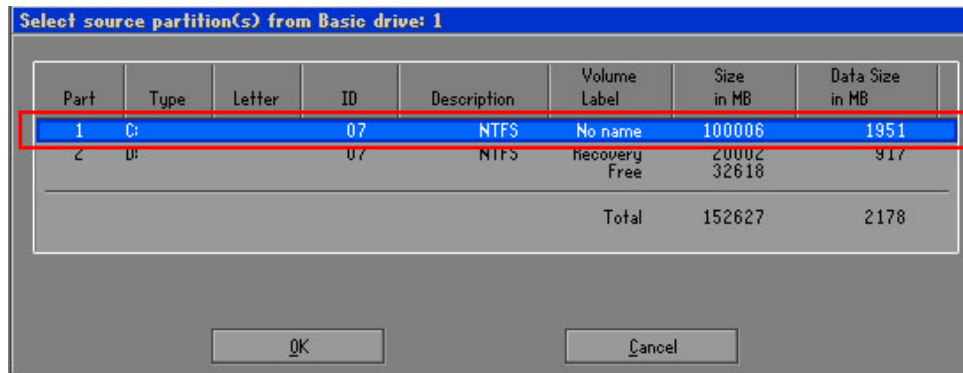 Select source partition(s) from Basic drive: 1
Part Type Letter ID Description Volume Label Size in MB Data Size in MB
1 C: 07 NTFS No name 100006 1951
2 D: 07 NTFS Recovery 20002 917
Free 32618
Total 152627 2178
OK Cancel